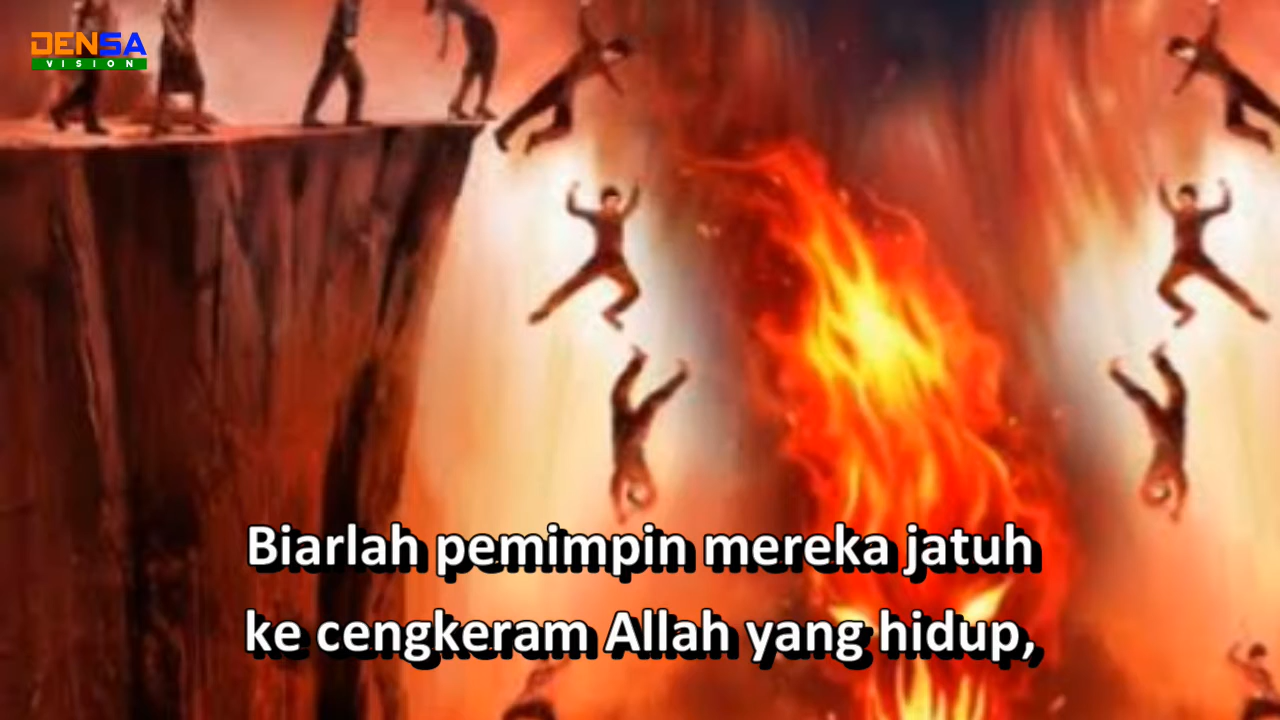 DENSA
VISION
Biarlah pemimpin mereka jatuh
ke cengkeram Allah yang hidup,